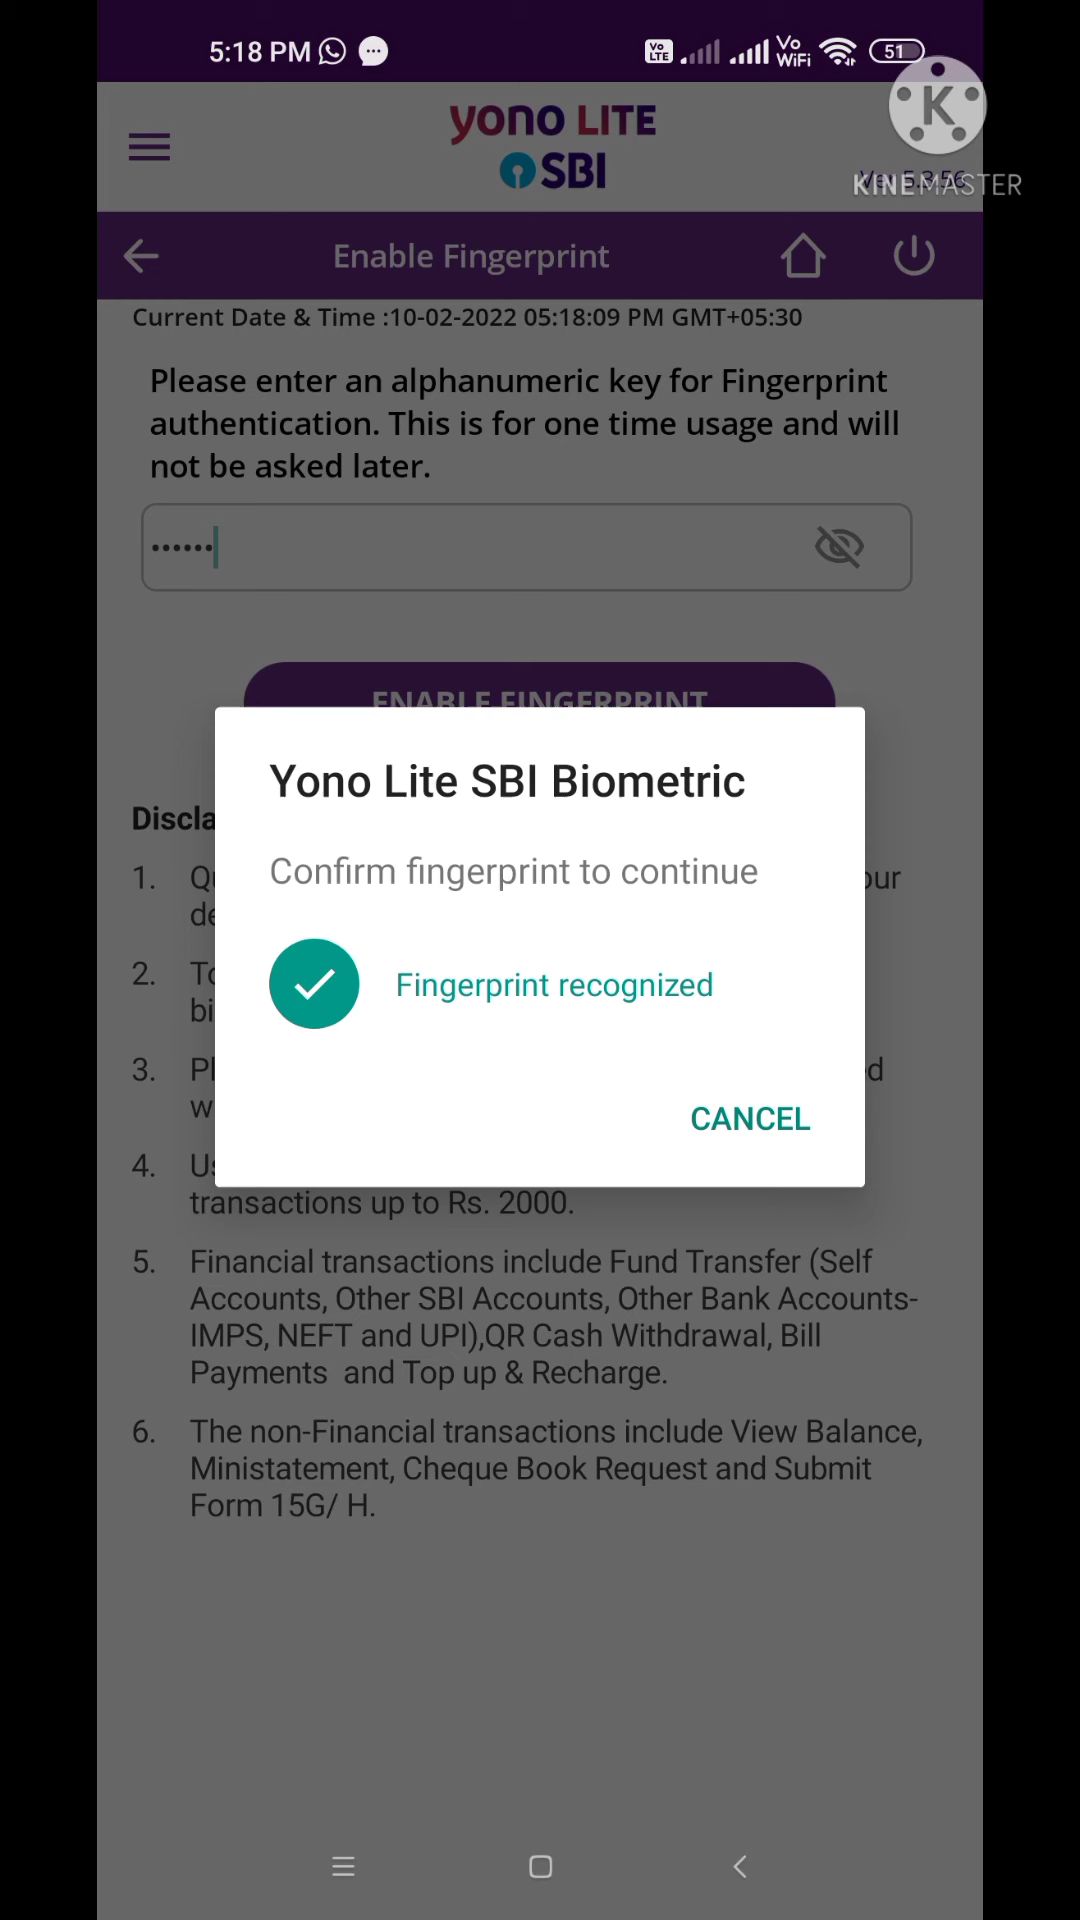 5:18 PM
Vo LTE
Vo WiFi
51
yono LITE
SBI
K
KINEMASTER
Enable Fingerprint
Current Date & Time :10-02-2022 05:18:09 PM GMT+05:30
Please enter an alphanumeric key for Fingerprint
authentication. This is for one time usage and will
not be asked later.
ENABLE FINGERPRINT
Yono Lite SBI Biometric
Confirm fingerprint to continue
Fingerprint recognized
CANCEL
1.
2.
3.
4.
transactions up to Rs. 2000.
5. Financial transactions include Fund Transfer (Self
Accounts, Other SBI Accounts, Other Bank Accounts-
IMPS, NEFT and UPI),QR Cash Withdrawal, Bill
Payments and Top up & Recharge.
6. The non-Financial transactions include View Balance,
Ministatement, Cheque Book Request and Submit
Form 15G/ H.